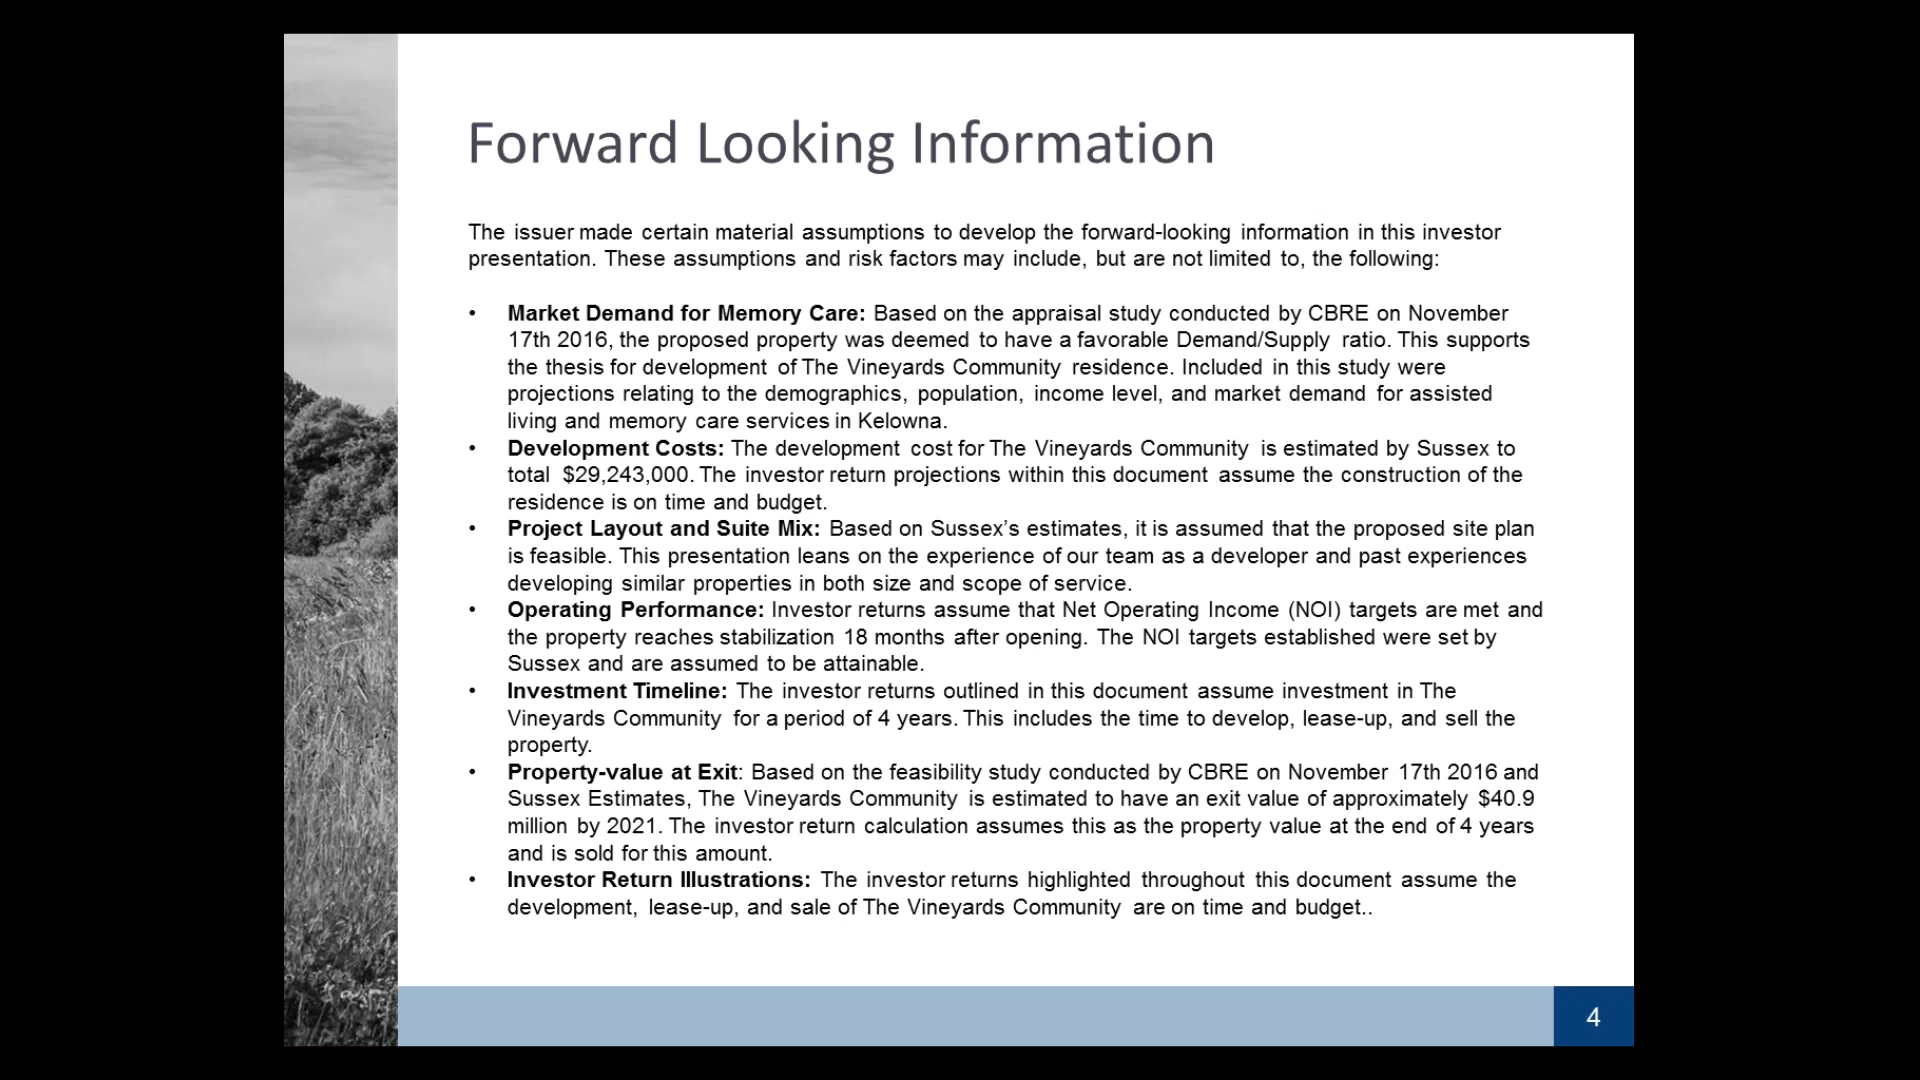 Forward Looking Information
The issuer made certain material assumptions to develop the forward-looking information in this investor
presentation. These assumptions and risk factors may include, but are not limited to, the following:
• Market Demand for Memory Care: Based on the appraisal study conducted by CBRE on November
17th 2016, the proposed property was deemed to have a favorable Demand/Supply ratio. This supports
the thesis for development of The Vineyards Community residence. Included in this study were
projections relating to the demographics, population, income level, and market demand for assisted
living and memory care services in Kelowna.
• Development Costs: The development cost for The Vineyards Community is estimated by Sussex to
total $29,243,000. The investor return projections within this document assume the construction of the
residence is on time and budget.
• Project Layout and Suite Mix: Based on Sussex’s estimates, it is assumed that the proposed site plan
is feasible. This presentation leans on the experience of our team as a developer and past experiences
developing similar properties in both size and scope of service.
• Operating Performance: Investor returns assume that Net Operating Income (NOI) targets are met and
the property reaches stabilization 18 months after opening. The NOI targets established were set by
Sussex and are assumed to be attainable.
• Investment Timeline: The investor returns outlined in this document assume investment in The
Vineyards Community for a period of 4 years. This includes the time to develop, lease-up, and sell the
property.
• Property-value at Exit: Based on the feasibility study conducted by CBRE on November 17th 2016 and
Sussex Estimates, The Vineyards Community is estimated to have an exit value of approximately $40.9
million by 2021. The investor return calculation assumes this as the property value at the end of 4 years
and is sold for this amount.
• Investor Return Illustrations: The investor returns highlighted throughout this document assume the
development, lease-up, and sale of The Vineyards Community are on time and budget..
4